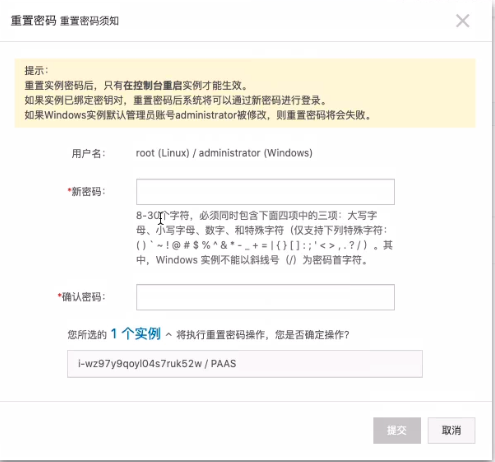 重置密码 重置密码须知
提示：
重置实例密码后，只有在控制台重启实例才能生效。
如果实例已绑定密钥对，重置密码后系统将可以通过新密码进行登录。
如果Windows实例默认管理员账号administrator被修改，则重置密码将会失败。
用户名： root (Linux) / administrator (Windows)
*新密码：
8-30个字符，必须同时包含下面四项中的三项：大写字
母、小写字母、数字、和特殊字符（仅支持下列特殊字符：
( ) ` ~ ! @ # $ % ^ & * - _ + = | { } [ ] : ; ' < > , . ? / ）。其
中，Windows 实例不能以斜线号（/）为密码首字符。
*确认密码：
您所选的 1 个实例 将执行重置密码操作，您是否确定操作？
i-wz97y9qoyl04s7ruk52w / PAAS
提交 取消